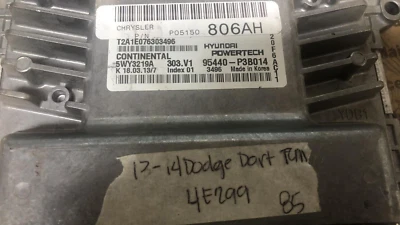 CHRYSLER P05150 806AH
P/N
T2A1E076303496
CONTINENTAL HYUNDAI POWERTECH
5WY3219A 303.V1 95440-P3B014
K 18.03.13/7 Index 01 3496 Made in Korea
13-14 Dodge Dart TCM
4E299 85